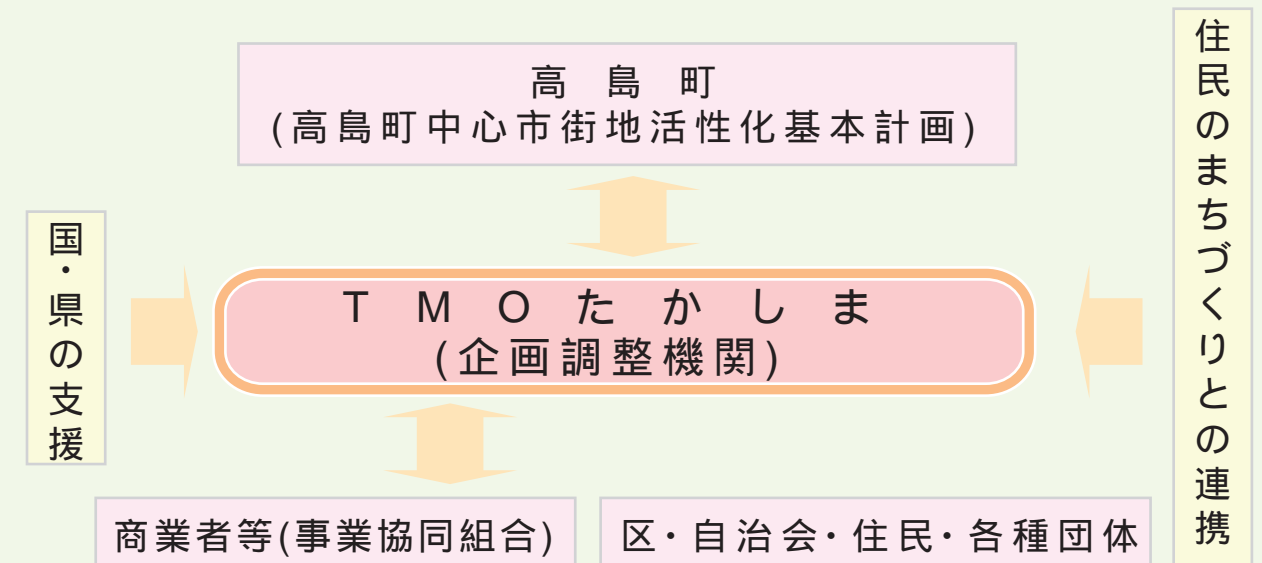 高島町
(高島町中心市街地活性化基本計画)
国・県の支援
TMOたかしま
(企画調整機関)
住民のまちづくりとの連携
商業者等(事業協同組合)
区・自治会・住民・各種団体